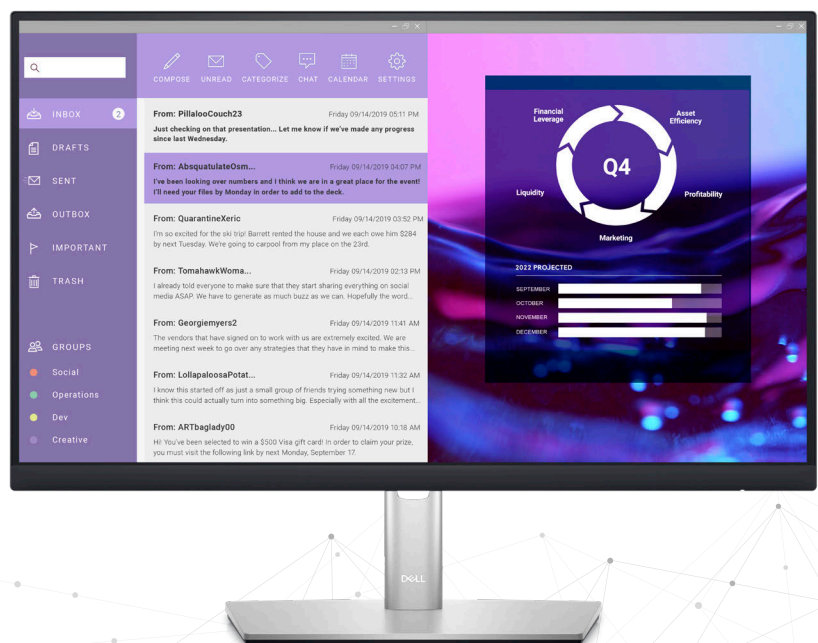 COMPOSE UNREAD CATEGORIZE CHAT CALENDAR SETTINGS
INBOX 2
DRAFTS
SENT
OUTBOX
IMPORTANT
TRASH
GROUPS
Social
Operations
Dev
Creative
From: PillalooCouch23 Friday 09/14/2019 05:11 PM
Just checking on that presentation... Let me know if we've made any progress
since last Wednesday.
From: AbsquatulateOsm... Friday 09/14/2019 04:07 PM
I've been looking over numbers and I think we are in a great place for the event!
I'll need your files by Monday in order to add to the deck.
From: QuarantineXeric Friday 09/14/2019 03:52 PM
I'm so excited for the ski trip! Barrett rented the house and we each owe him $284
by next Tuesday. We're going to carpool from my place on the 23rd.
From: TomahawkWoma... Friday 09/14/2019 02:13 PM
I already told everyone to make sure that they start sharing everything on social
media ASAP. We have to generate as much buzz as we can. Hopefully the word...
From: Georgiemyers2 Friday 09/14/2019 11:41 AM
The vendors that have signed on to work with us are extremely excited. We are
meeting next week to go over any strategies that they have in mind to make this...
From: LollapaloosaPotat... Friday 09/14/2019 11:32 AM
I know this started off as just a small group of friends trying something new but I
think this could actually turn into something big. Especially with all the excitement...
From: ARTbaglady00 Friday 09/14/2019 10:18 AM
Hi! You've been selected to win a $500 Visa gift card! In order to claim your prize,
you must visit the following link by next Monday, September 17.
Financial
Leverage
Asset
Efficiency
Q4
Liquidity
Profitability
Marketing
2022 PROJECTED
SEPTEMBER
OCTOBER
NOVEMBER
DECEMBER
DELL